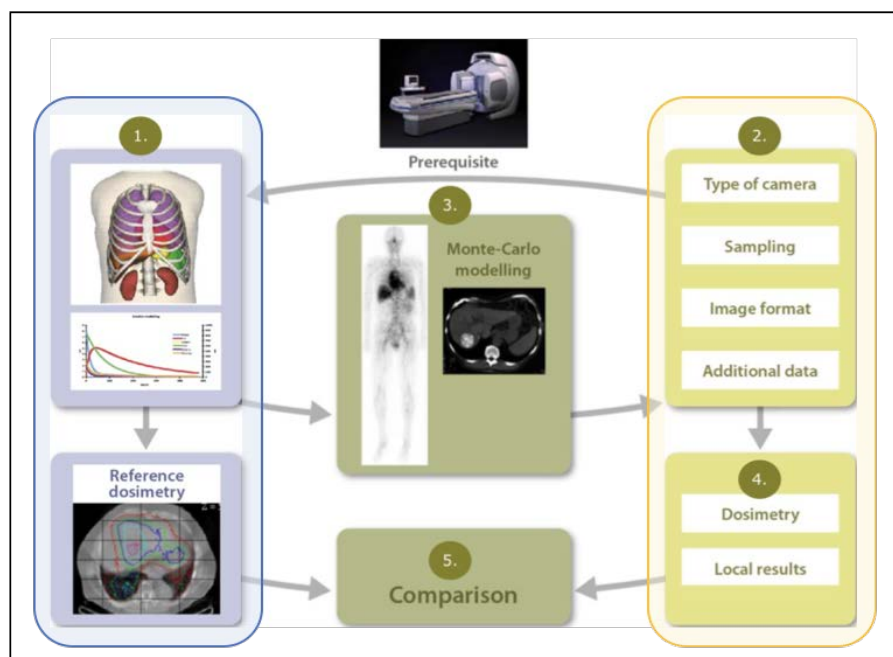 Prerequisite
1.
2.
Type of camera
Sampling
Image format
Additional data
3.
Monte-Carlo
modelling
Reference
dosimetry
4.
Dosimetry
Local results
5.
Comparison